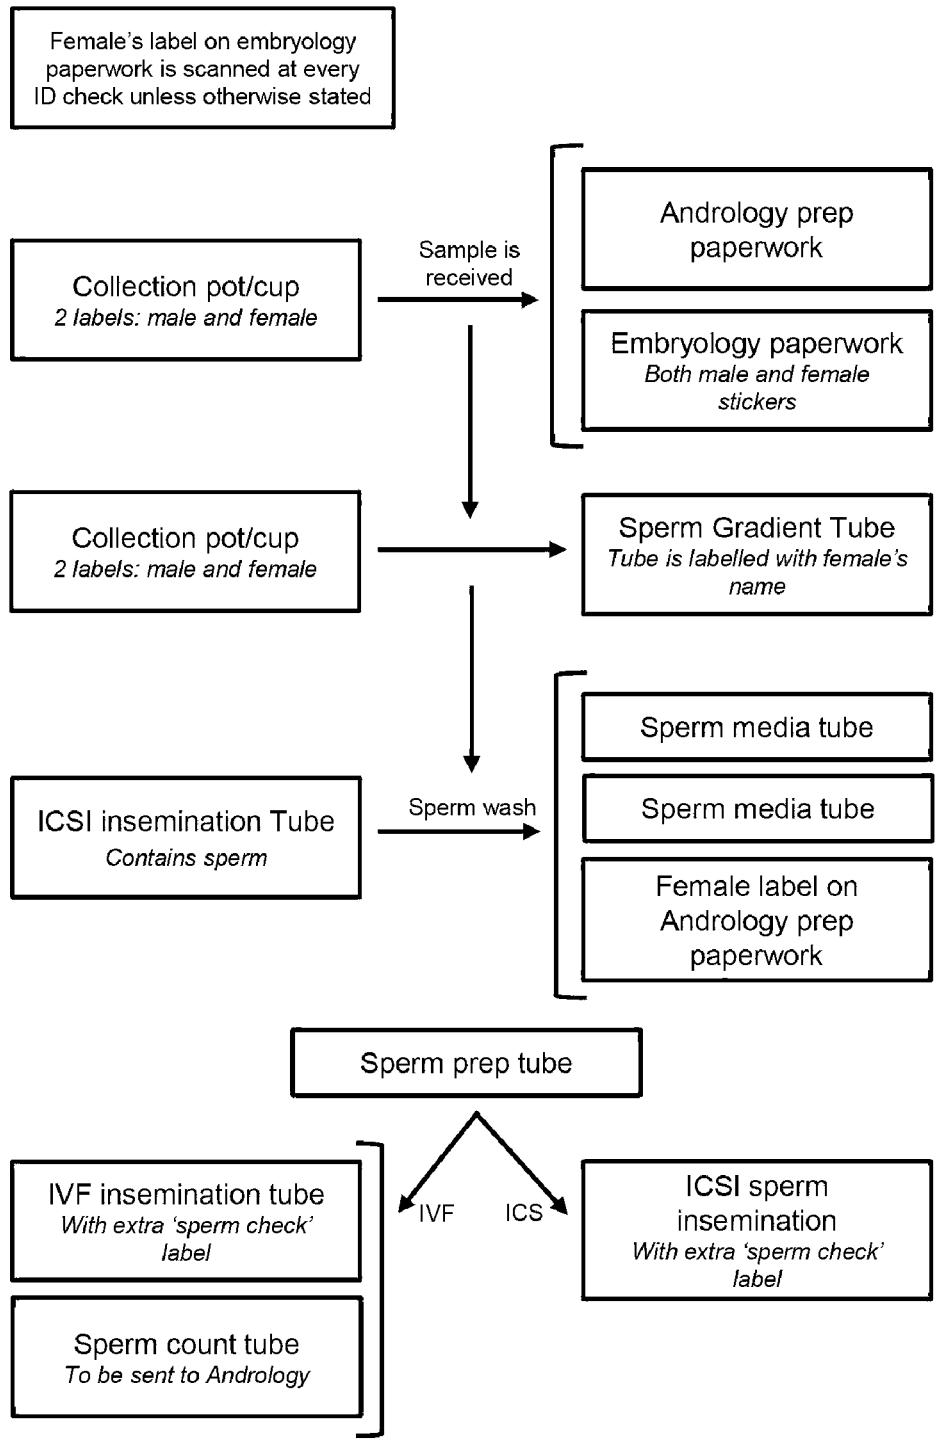 Female's label on embryology
paperwork is scanned at every
ID check unless otherwise stated
Collection pot/cup
2 labels: male and female
Sample is
received
Andrology prep
paperwork
Embryology paperwork
Both male and female
stickers
Collection pot/cup
2 labels: male and female
Sperm Gradient Tube
Tube is labelled with female's
name
ICSI insemination Tube
Contains sperm
Sperm wash
Sperm media tube
Sperm media tube
Female label on
Andrology prep
paperwork
Sperm prep tube
IVF
ICS
IVF insemination tube
With extra 'sperm check'
label
Sperm count tube
To be sent to Andrology
ICSI sperm
insemination
With extra 'sperm check'
label